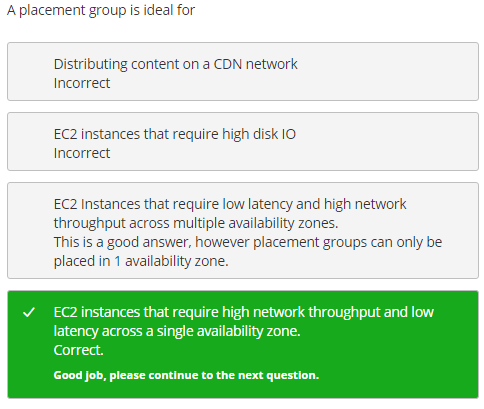 A placement group is ideal for
Distributing content on a CDN network
Incorrect
EC2 instances that require high disk IO
Incorrect
EC2 Instances that require low latency and high network
throughput across multiple availability zones.
This is a good answer, however placement groups can only be
placed in 1 availability zone.
EC2 instances that require high network throughput and low
latency across a single availability zone.
Correct.
Good job, please continue to the next question.